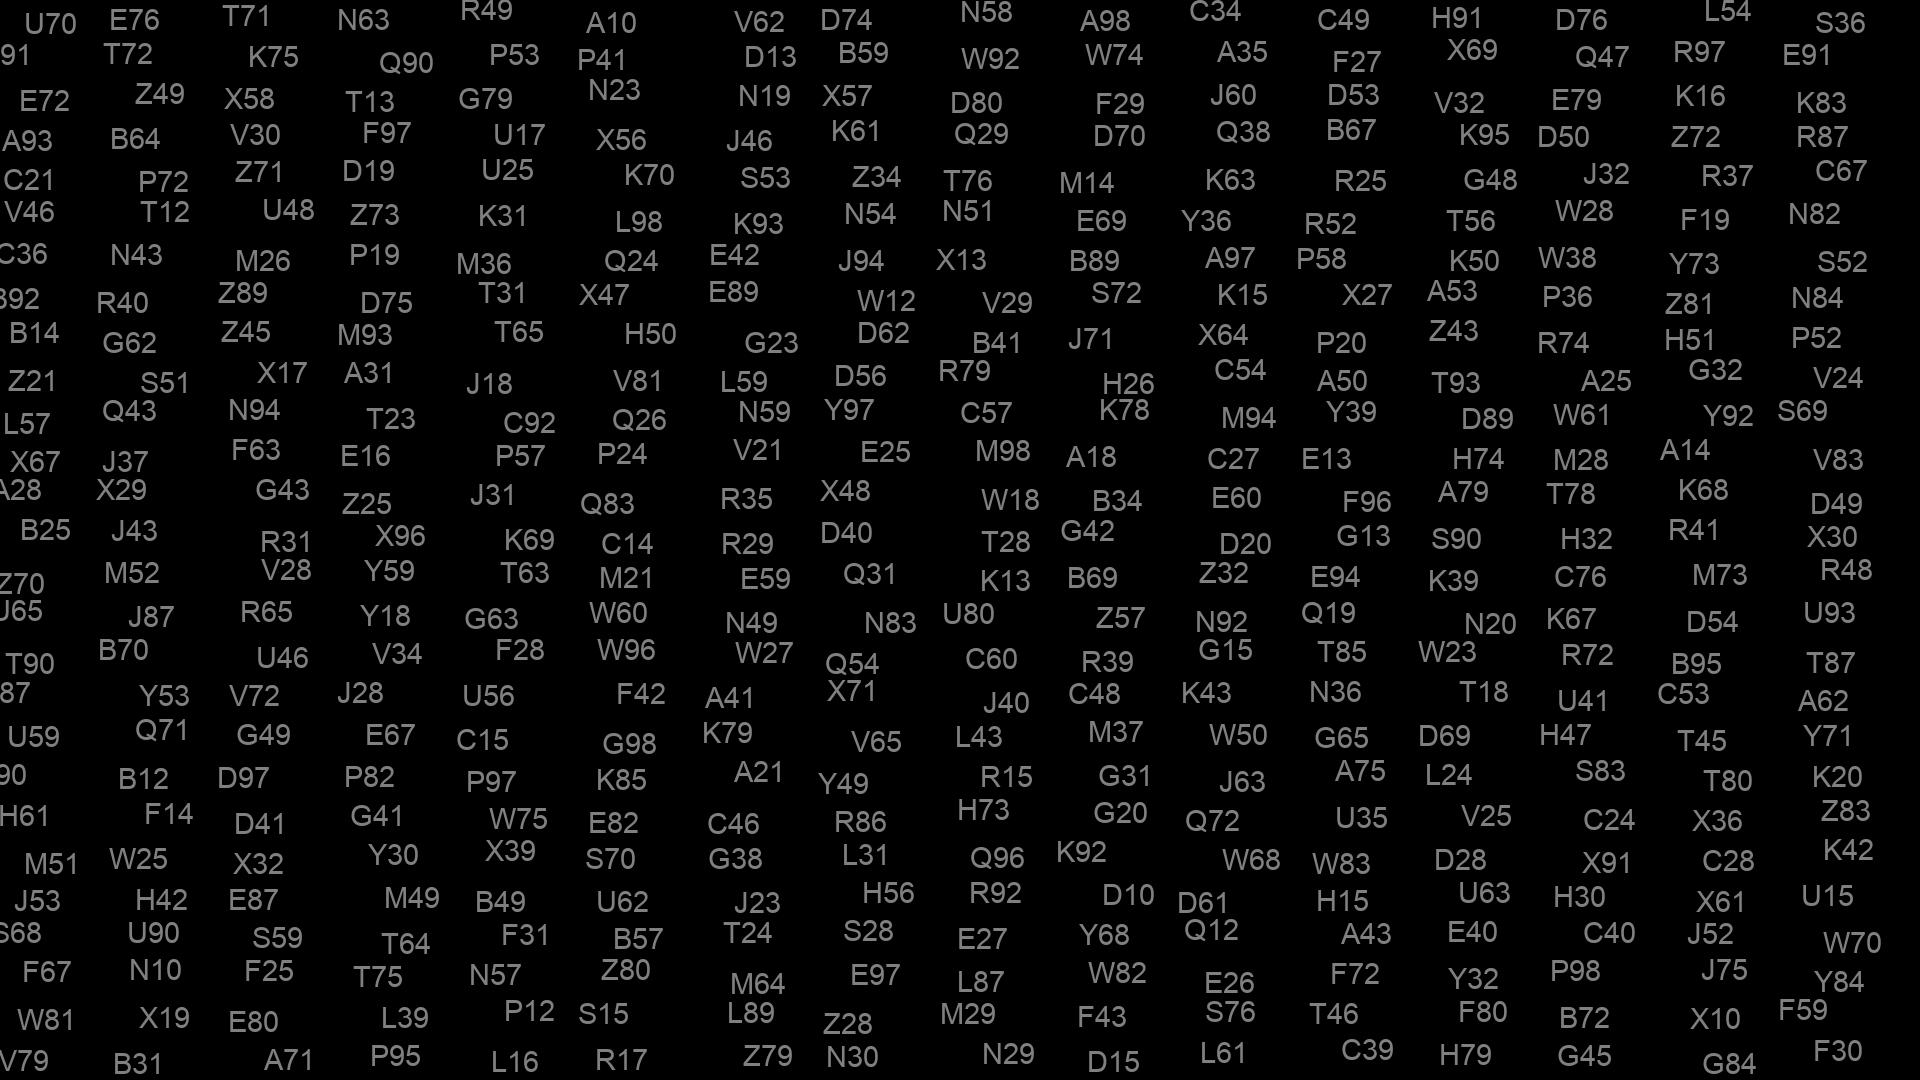 U70 E76 T71 N63 R49 A10 V62 D74 N58 A98 C34 C49 H91 D76 L54 S36
91 T72 K75 Q90 P53 P41 D13 B59 W92 W74 A35 F27 X69 Q47 R97 E91
E72 Z49 X58 T13 G79 N23 N19 X57 D80 F29 J60 D53 V32 E79 K16 K83
A93 B64 V30 F97 U17 X56 J46 K61 Q29 D70 Q38 B67 K95 D50 Z72 R87
C21 P72 Z71 D19 U25 K70 S53 Z34 T76 M14 K63 R25 G48 J32 R37 C67
V46 T12 U48 Z73 K31 L98 K93 N54 N51 E69 Y36 R52 T56 W28 F19 N82
C36 N43 M26 P19 M36 Q24 E42 J94 X13 B89 A97 P58 K50 W38 Y73 S52
B92 R40 Z89 D75 T31 X47 E89 W12 V29 S72 K15 X27 A53 P36 Z81 N84
B14 G62 Z45 M93 T65 H50 G23 D62 B41 J71 X64 P20 Z43 R74 H51 P52
Z21 S51 X17 A31 J18 V81 L59 D56 R79 H26 C54 A50 T93 A25 G32 V24
L57 Q43 N94 T23 C92 Q26 N59 Y97 C57 K78 M94 Y39 D89 W61 Y92 S69
X67 J37 F63 E16 P57 P24 V21 E25 M98 A18 C27 E13 H74 M28 A14 V83
A28 X29 G43 Z25 J31 Q83 R35 X48 W18 B34 E60 F96 A79 T78 K68 D49
B25 J43 R31 X96 K69 C14 R29 D40 T28 G42 D20 G13 S90 H32 R41 X30
Z70 M52 V28 Y59 T63 M21 E59 Q31 K13 B69 Z32 E94 K39 C76 M73 R48
U65 J87 R65 Y18 G63 W60 N49 N83 U80 Z57 N92 Q19 N20 K67 D54 U93
T90 B70 U46 V34 F28 W96 W27 Q54 C60 R39 G15 T85 W23 R72 B95 T87
87 Y53 V72 J28 U56 F42 A41 X71 J40 C48 K43 N36 T18 U41 C53 A62
U59 Q71 G49 E67 C15 G98 K79 V65 L43 M37 W50 G65 D69 H47 T45 Y71
90 B12 D97 P82 P97 K85 A21 Y49 R15 G31 J63 A75 L24 S83 T80 K20
H61 F14 D41 G41 W75 E82 C46 R86 H73 G20 Q72 U35 V25 C24 X36 Z83
M51 W25 X32 Y30 X39 S70 G38 L31 Q96 K92 W68 W83 D28 X91 C28 K42
J53 H42 E87 M49 B49 U62 J23 H56 R92 D10 D61 H15 U63 H30 X61 U15
S68 U90 S59 T64 F31 B57 T24 S28 E27 Y68 Q12 A43 E40 C40 J52 W70
F67 N10 F25 T75 N57 Z80 M64 E97 L87 W82 E26 F72 Y32 P98 J75 Y84
W81 X19 E80 L39 P12 S15 L89 Z28 M29 F43 S76 T46 F80 B72 X10 F59
V79 B31 A71 P95 L16 R17 Z79 N30 N29 D15 L61 C39 H79 G45 G84 F30